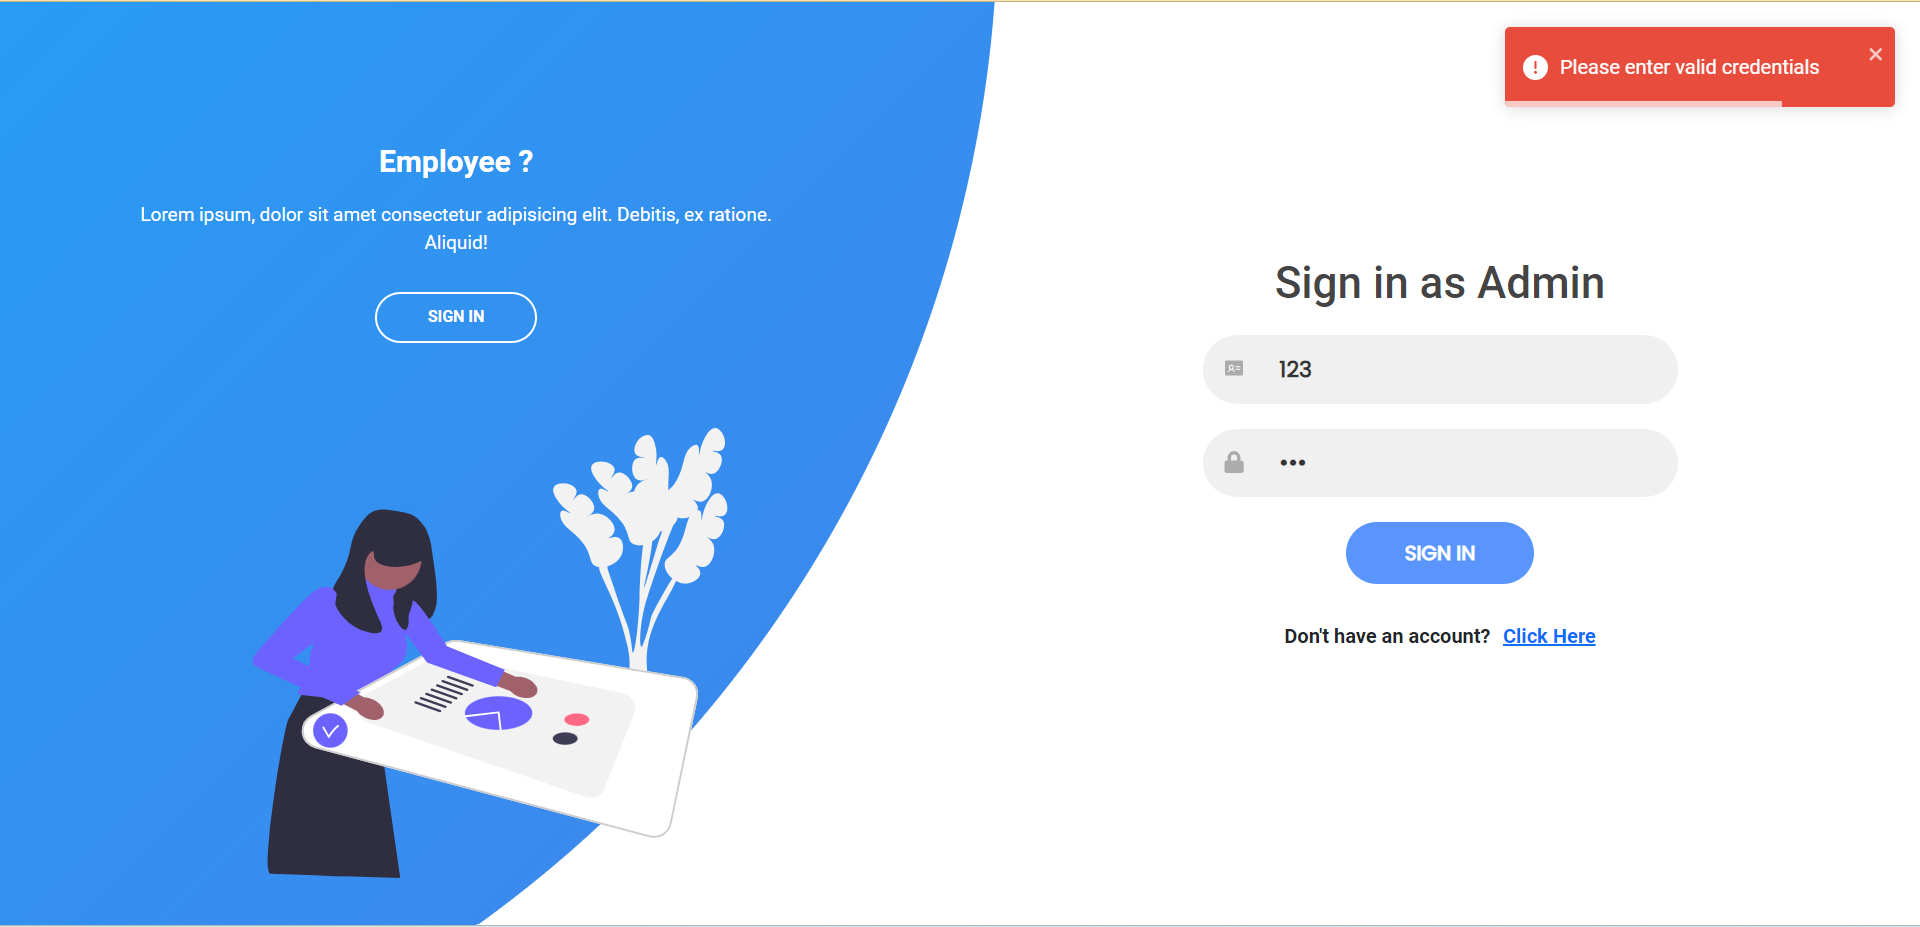 Please enter valid credentials
Employee ?
Lorem ipsum, dolor sit amet consectetur adipisicing elit. Debitis, ex ratione.
Aliquid!
SIGN IN
Sign in as Admin
123
•••
SIGN IN
Don't have an account? Click Here